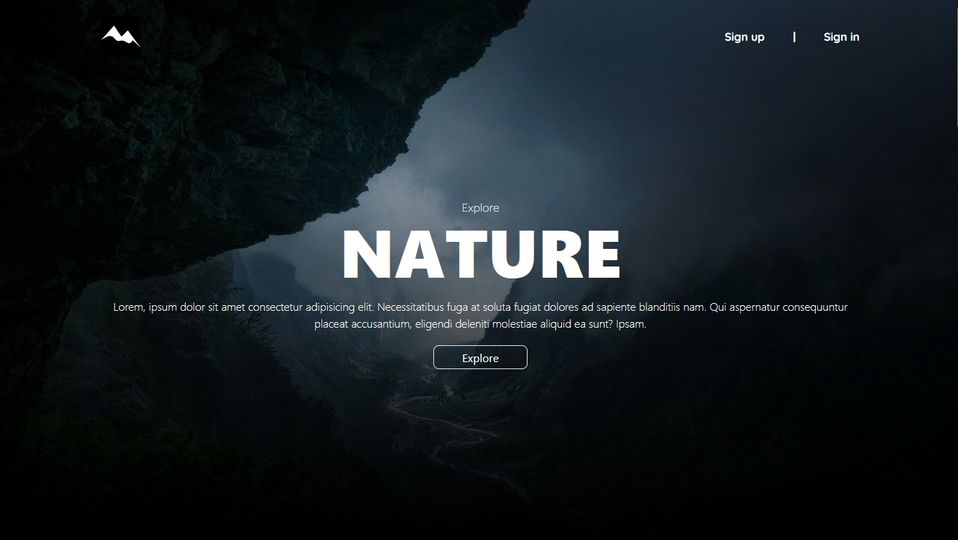 Sign up | Sign in
Explore
NATURE
Lorem, ipsum dolor sit amet consectetur adipisicing elit. Necessitatibus fuga at soluta fugiat dolores ad sapiente blanditiis nam. Qui aspernatur consequuntur
placeat accusantium, eligendi deleniti molestiae aliquid ea sunt? Ipsam.
Explore